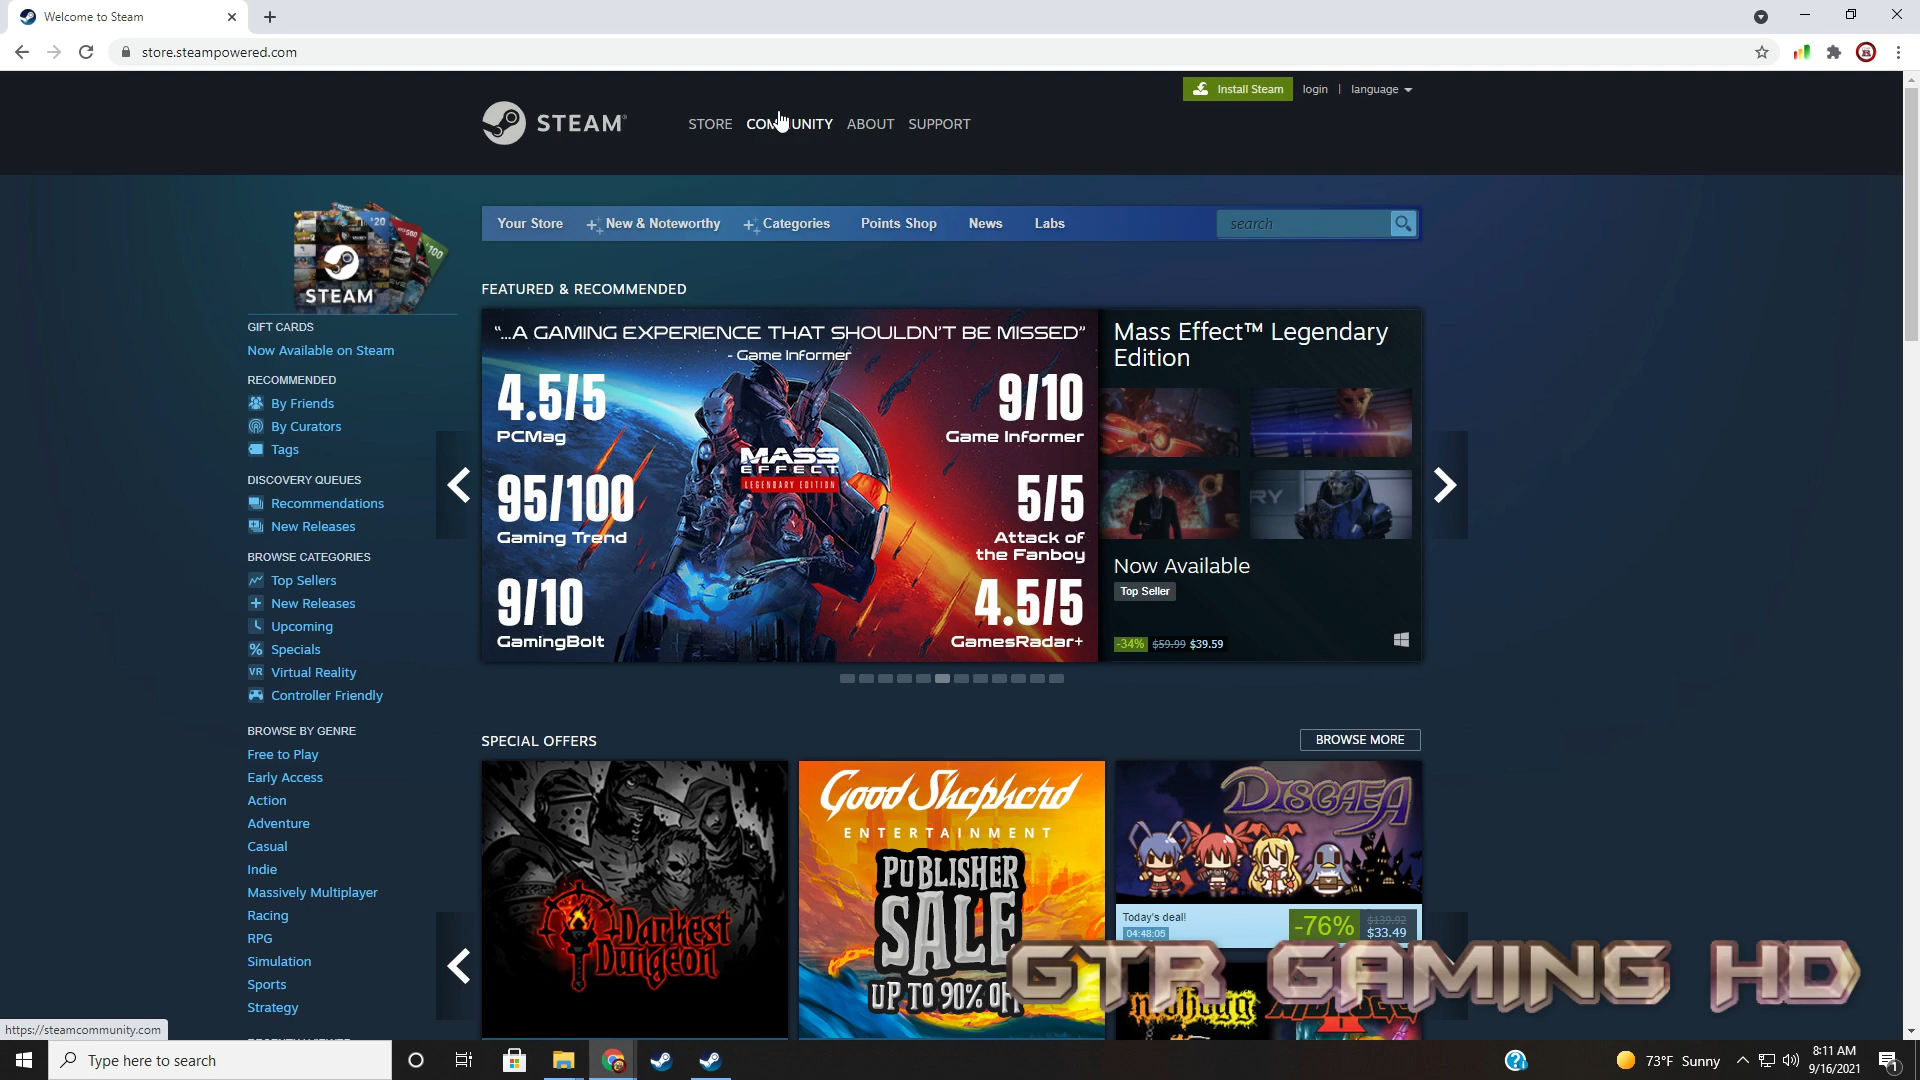 Welcome to Steam
store.steampowered.com
Install Steam
login | language
STEAM
STORE COMMUNITY ABOUT SUPPORT
Your Store
New & Noteworthy
Categories
Points Shop
News
Labs
search
STEAM
GIFT CARDS
Now Available on Steam
RECOMMENDED
By Friends
By Curators
Tags
DISCOVERY QUEUES
Recommendations
New Releases
BROWSE CATEGORIES
Top Sellers
New Releases
Upcoming
Specials
VR Virtual Reality
Controller Friendly
BROWSE BY GENRE
Free to Play
Early Access
Action
Adventure
Casual
Indie
Massively Multiplayer
Racing
RPG
Simulation
Sports
Strategy
FEATURED & RECOMMENDED
“...A GAMING EXPERIENCE THAT SHOULDN'T BE MISSED”
- Game Informer
4.5/5
PCMag
95/100
Gaming Trend
9/10
GamingBolt
MASS
EFFECT
LEGENDARY EDITION
9/10
Game Informer
5/5
Attack of
the Fanboy
4.5/5
GamesRadar+
Mass Effect™ Legendary
Edition
Now Available
Top Seller
-34% $59.99 $39.59
SPECIAL OFFERS
BROWSE MORE
Darkest
Dungeon
Good Shepherd
ENTERTAINMENT
PUBLISHER
SALE
UP TO 90% OFF
DISGAEA
Today's deal!
04:48:05
-76%
$139.92
$33.49
GTR GAMING HD
nidhogg
https://steamcommunity.com
Type here to search
73°F Sunny
8:11 AM
9/16/2021
1